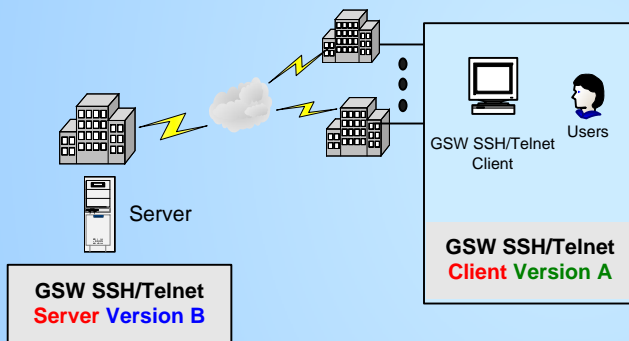 Server
GSW SSH/Telnet
Server Version B
GSW SSH/Telnet
Client
Users
GSW SSH/Telnet
Client Version A